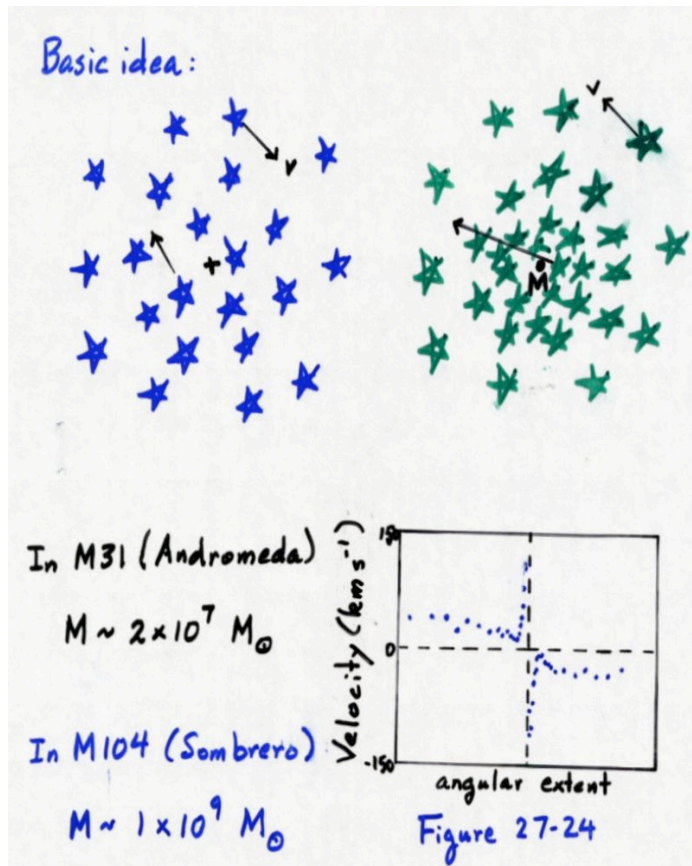 Basic idea:
v
v
+
M
In M31 (Andromeda)
M ~ 2×10⁷ M☉
In M104 (Sombrero)
M ~ 1×10⁹ M☉
Velocity (km s⁻¹)
150
0
-150
angular extent
Figure 27-24